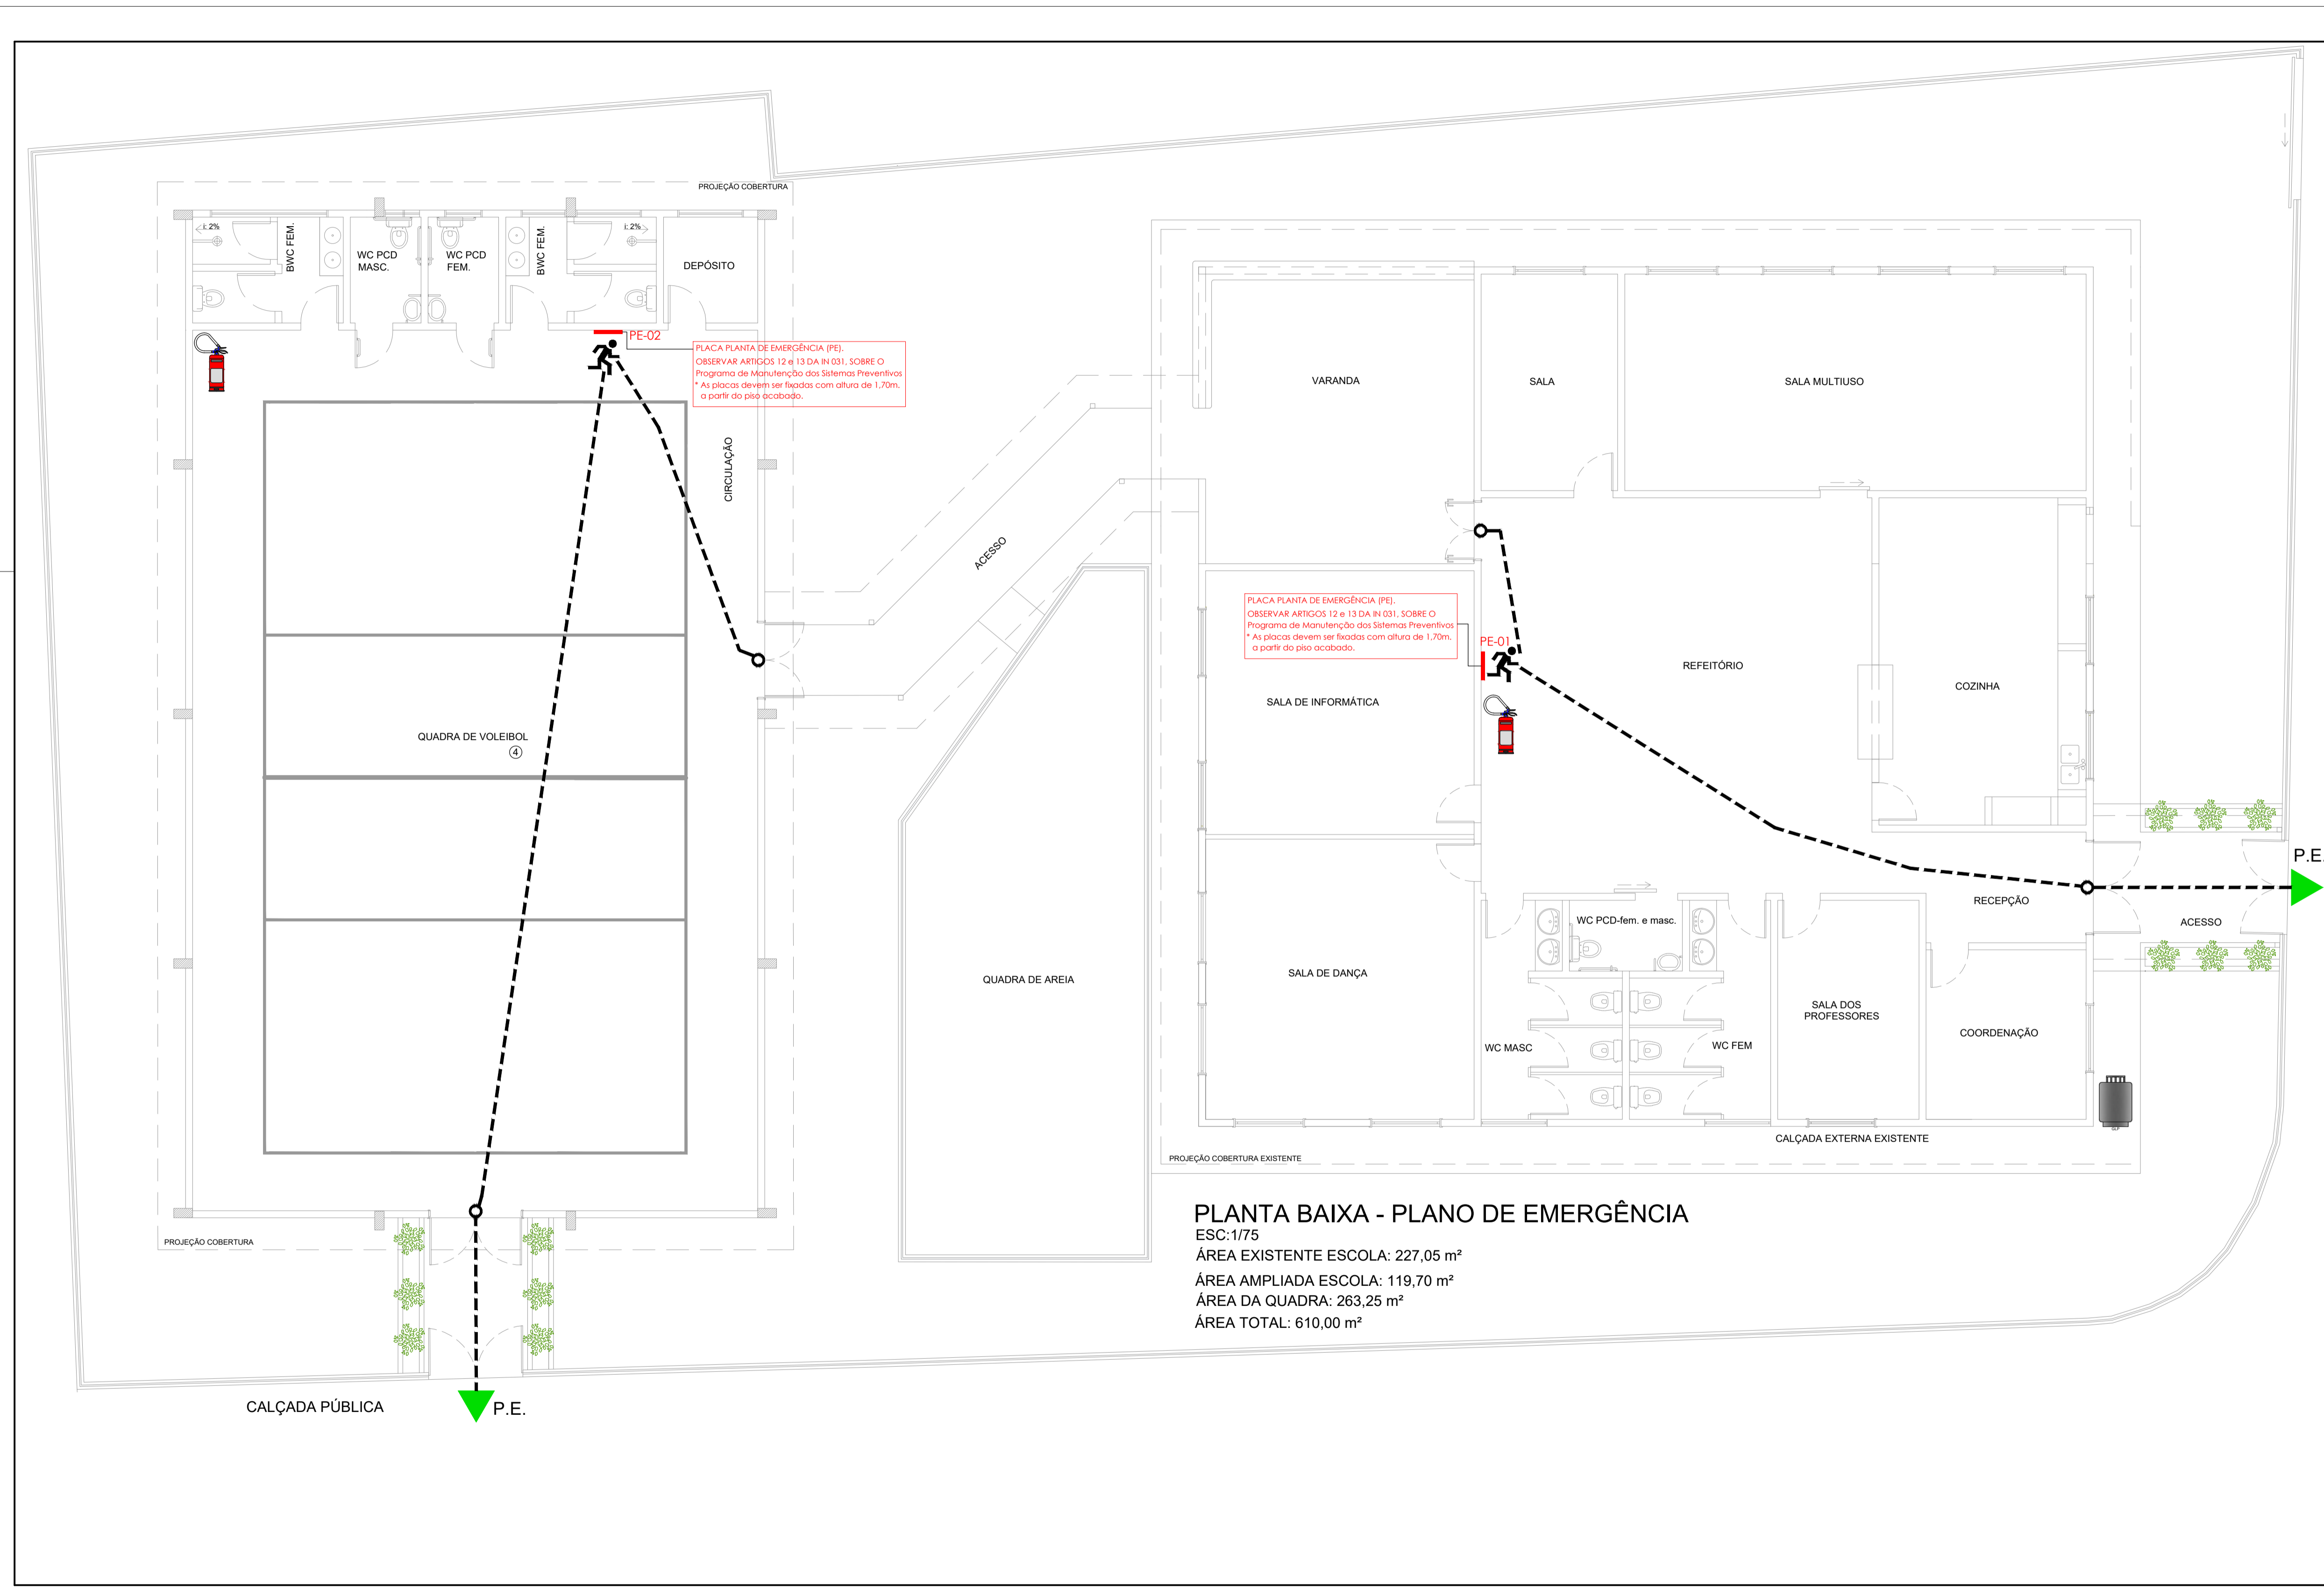 PROJEÇÃO COBERTURA
i: 2%
BWC FEM.
WC PCD
MASC.
WC PCD
FEM.
BWC FEM.
i: 2%
DEPÓSITO
PE-02
PLACA PLANTA DE EMERGÊNCIA (PE).
OBSERVAR ARTIGOS 12 e 13 DA IN 031, SOBRE O
Programa de Manutenção dos Sistemas Preventivos
* As placas devem ser fixadas com altura de 1,70m.
a partir do piso acabado.
CIRCULAÇÃO
QUADRA DE VOLEIBOL
4
PROJEÇÃO COBERTURA
CALÇADA PÚBLICA
P.E.
ACESSO
QUADRA DE AREIA
VARANDA
SALA
SALA MULTIUSO
PLACA PLANTA DE EMERGÊNCIA (PE).
OBSERVAR ARTIGOS 12 e 13 DA IN 031, SOBRE O
Programa de Manutenção dos Sistemas Preventivos
* As placas devem ser fixadas com altura de 1,70m.
a partir do piso acabado.
PE-01
REFEITÓRIO
COZINHA
SALA DE INFORMÁTICA
P.E.
RECEPÇÃO
ACESSO
WC PCD-fem. e masc.
SALA DE DANÇA
SALA DOS
PROFESSORES
COORDENAÇÃO
WC MASC
WC FEM
GLP
CALÇADA EXTERNA EXISTENTE
PROJEÇÃO COBERTURA EXISTENTE
PLANTA BAIXA - PLANO DE EMERGÊNCIA
ESC:1/75
ÁREA EXISTENTE ESCOLA: 227,05 m²
ÁREA AMPLIADA ESCOLA: 119,70 m²
ÁREA DA QUADRA: 263,25 m²
ÁREA TOTAL: 610,00 m²